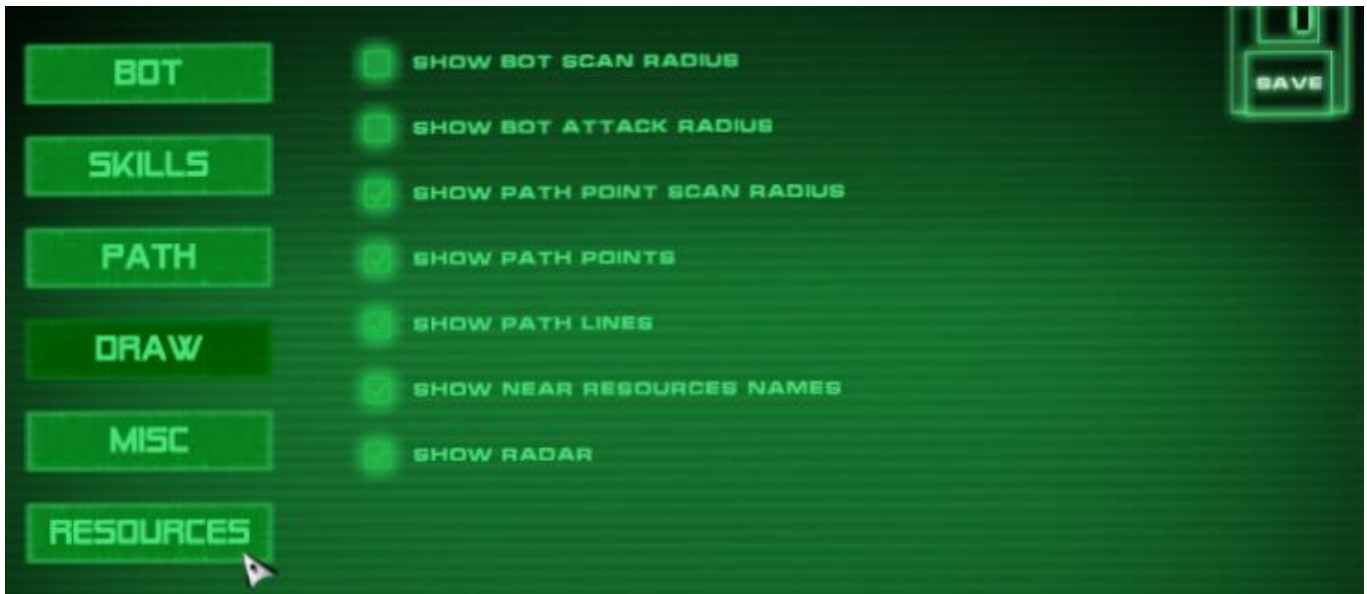 BOT
SKILLS
PATH
DRAW
MISC
RESOURCES
SHOW BOT SCAN RADIUS
SHOW BOT ATTACK RADIUS
SHOW PATH POINT SCAN RADIUS
SHOW PATH POINTS
SHOW PATH LINES
SHOW NEAR RESOURCES NAMES
SHOW RADAR
SAVE